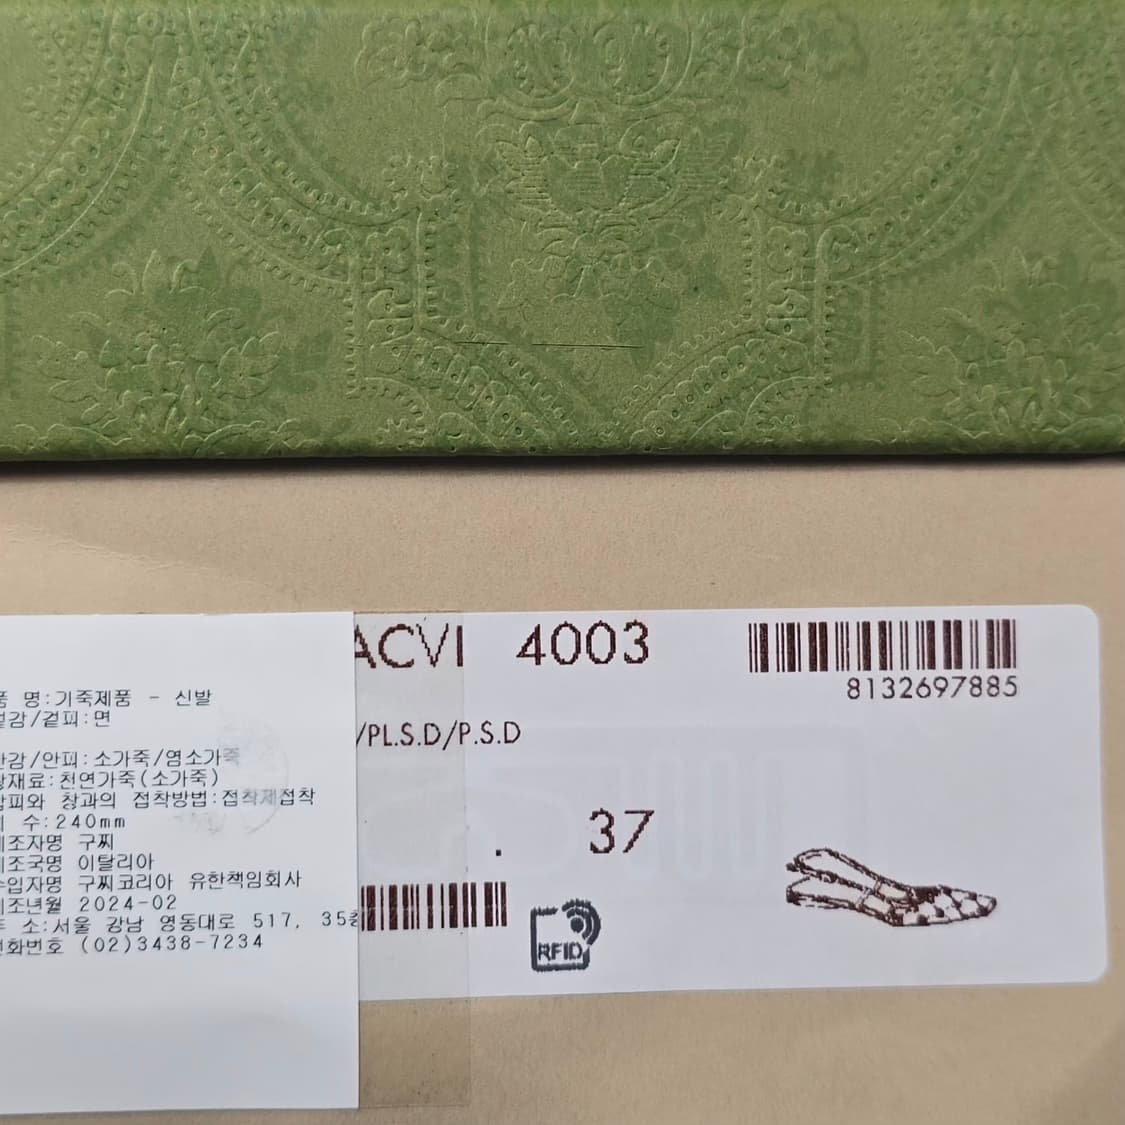 ACVI 4003
8132697885
/PL.S.D/P.S.D
. 37
RFID
명:기죽제품 - 신발
감/겉피:면
감/안피:소가죽/염소가죽
재료:천연가죽(소가죽)
피와 창과의 접착방법:접착제접착
수:240mm
조자명 구찌
조국명 이탈리아
입자명 구찌코리아 유한책임회사
조년월 2024-02
소:서울 강남 영동대로 517, 35층
화번호 (02)3438-7234